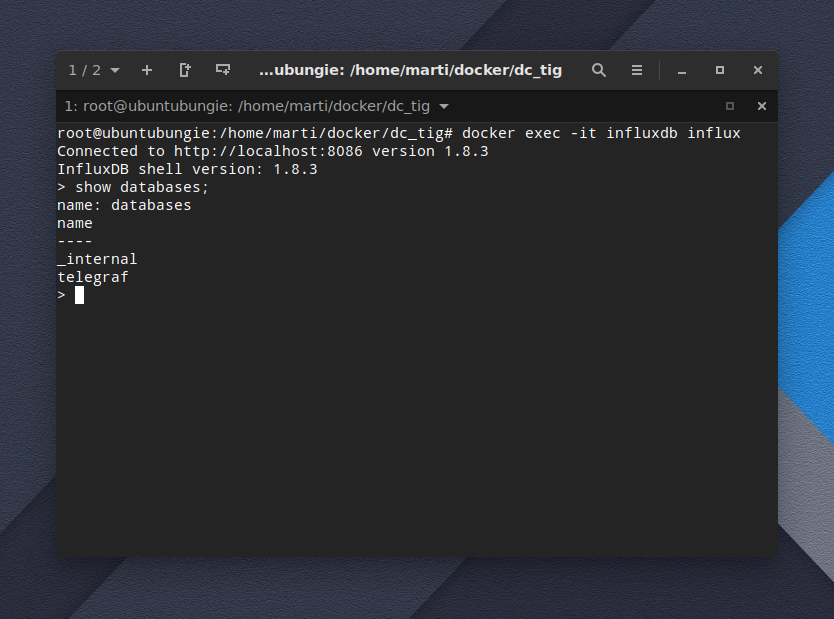 1 / 2
...ubungie: /home/marti/docker/dc_tig
1: root@ubuntubungie: /home/marti/docker/dc_tig
root@ubuntubungie:/home/marti/docker/dc_tig# docker exec -it influxdb influx
Connected to http://localhost:8086 version 1.8.3
InfluxDB shell version: 1.8.3
> show databases;
name: databases
name
----
_internal
telegraf
>